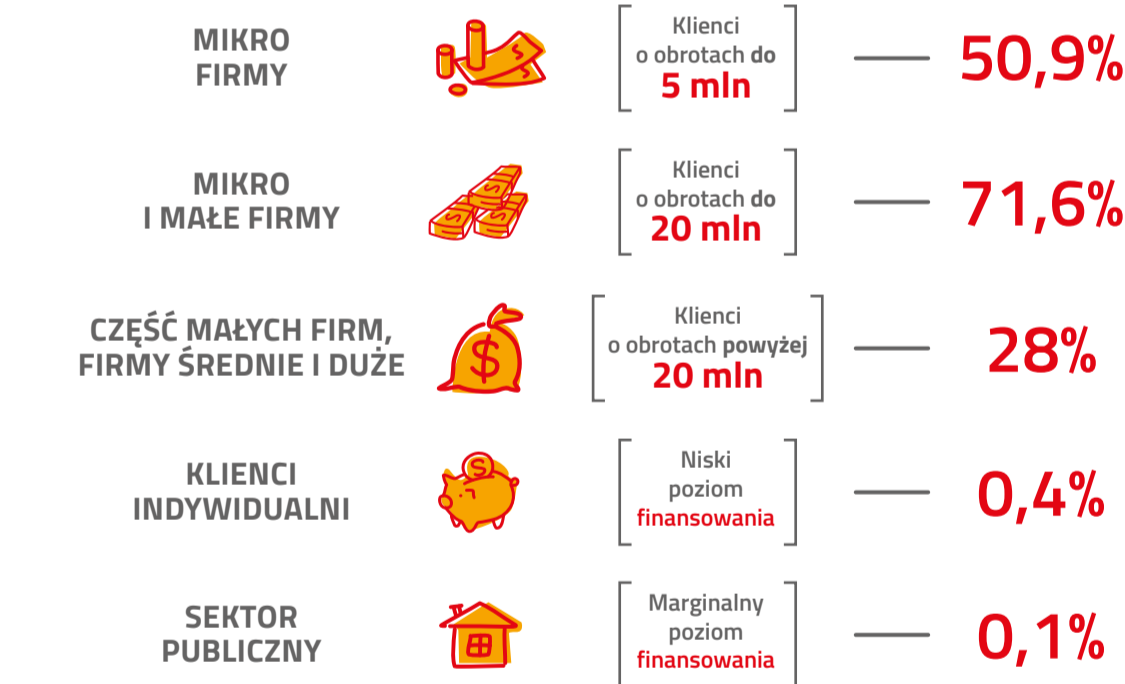 MIKRO
FIRMY
Klienci
o obrotach do
5 mln
50,9%
MIKRO
I MAŁE FIRMY
Klienci
o obrotach do
20 mln
71,6%
CZĘŚĆ MAŁYCH FIRM,
FIRMY ŚREDNIE I DUŻE
Klienci
o obrotach powyżej
20 mln
28%
KLIENCI
INDYWIDUALNI
Niski
poziom
finansowania
0,4%
SEKTOR
PUBLICZNY
Marginalny
poziom
finansowania
0,1%